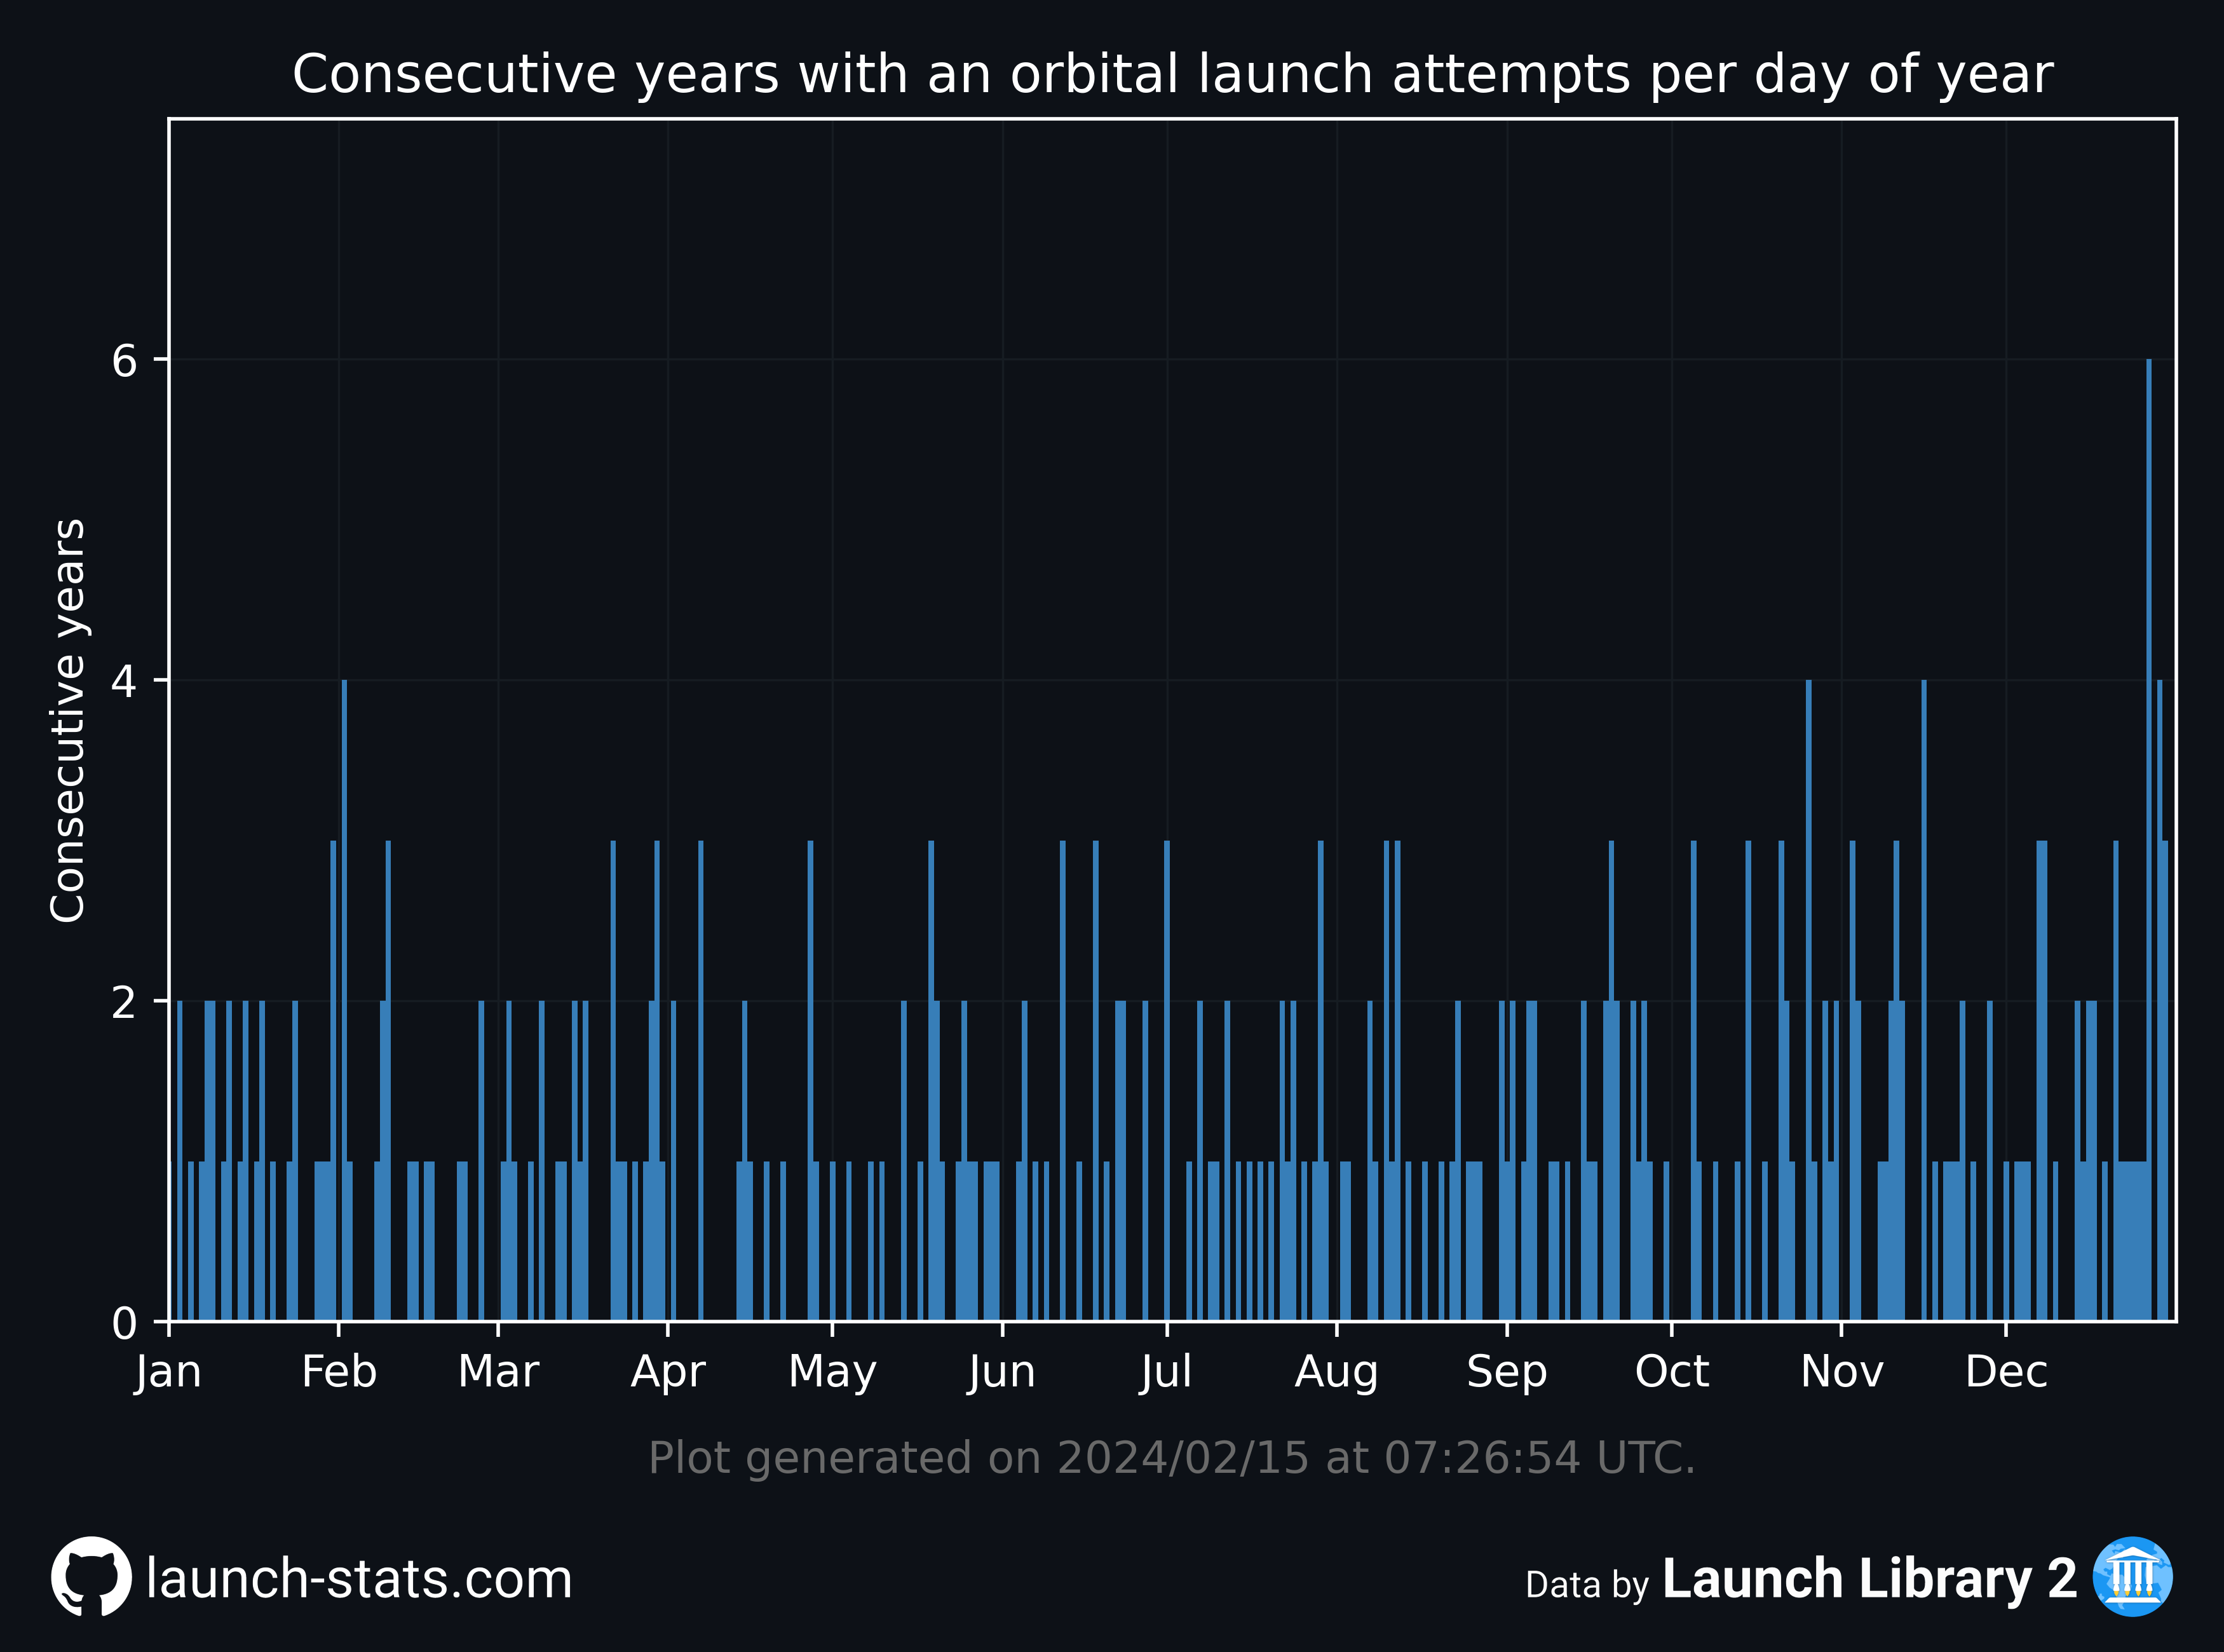 Consecutive years with an orbital launch attempts per day of year
Consecutive years
6
4
2
0
Jan Feb Mar Apr May Jun Jul Aug Sep Oct Nov Dec
Plot generated on 2024/02/15 at 07:26:54 UTC.
launch-stats.com
Data by Launch Library 2